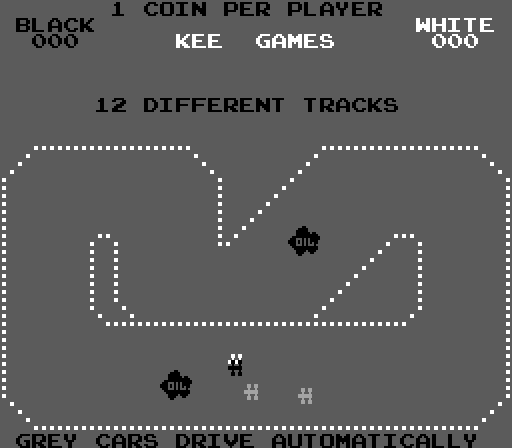 1 COIN PER PLAYER
BLACK WHITE
000 KEE GAMES 000
12 DIFFERENT TRACKS
OIL
OIL
GREY CARS DRIVE AUTOMATICALLY